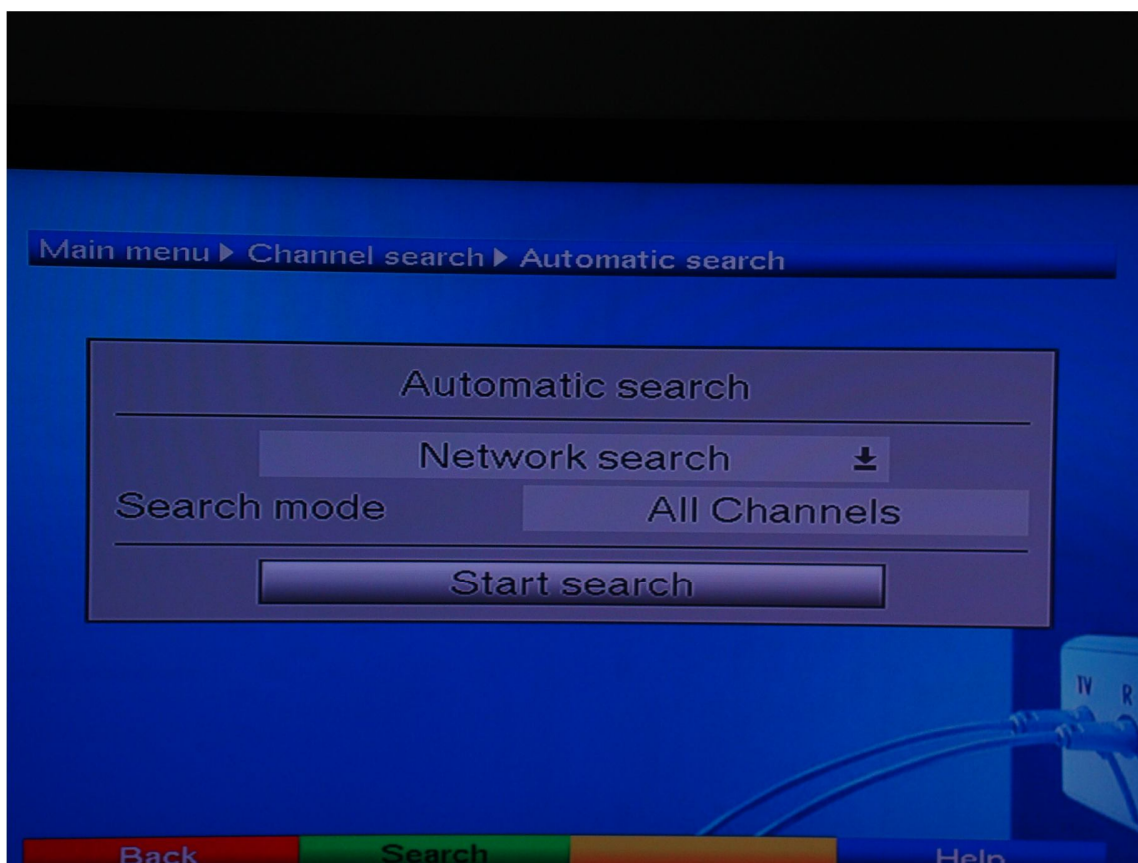 Main menu ▶ Channel search ▶ Automatic search
Automatic search
Network search
Search mode All Channels
Start search
TV R
Back Search Help